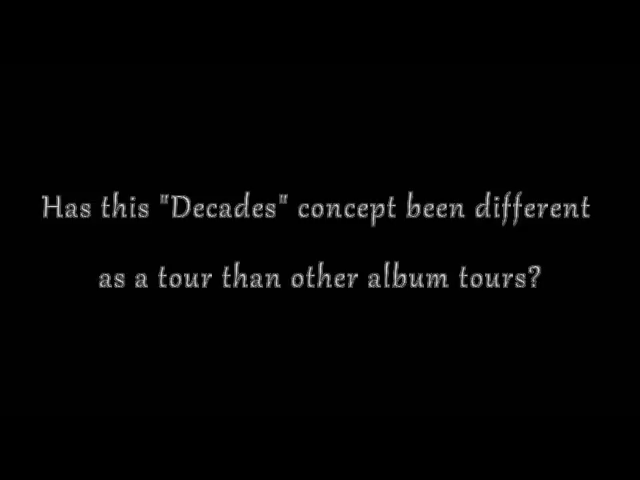 Has this "Decades" concept been different
as a tour than other album tours?